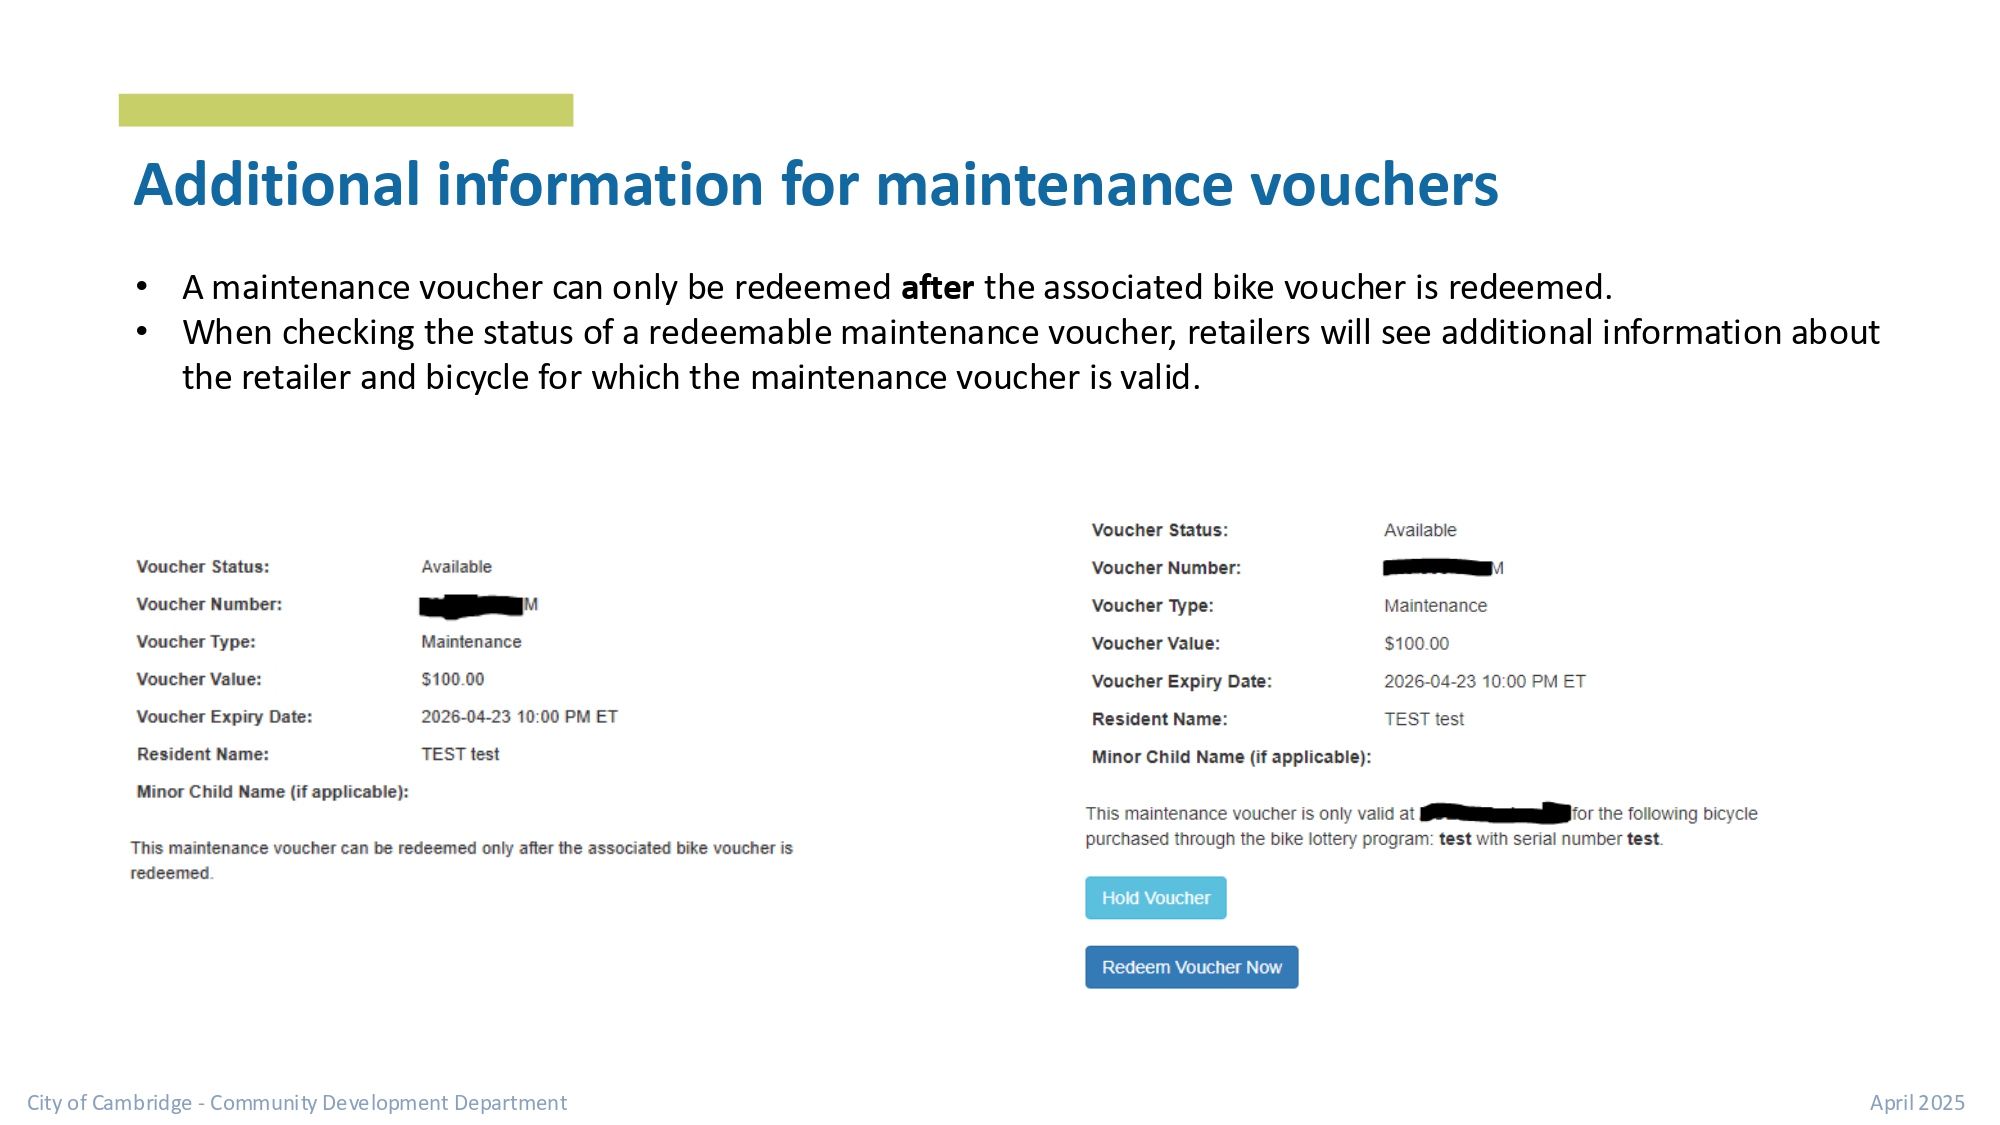 Additional information for maintenance vouchers
• A maintenance voucher can only be redeemed after the associated bike voucher is redeemed.
• When checking the status of a redeemable maintenance voucher, retailers will see additional information about
the retailer and bicycle for which the maintenance voucher is valid.
Voucher Status: Available
Voucher Number: M
Voucher Type: Maintenance
Voucher Value: $100.00
Voucher Expiry Date: 2026-04-23 10:00 PM ET
Resident Name: TEST test
Minor Child Name (if applicable):
This maintenance voucher can be redeemed only after the associated bike voucher is
redeemed.
Voucher Status: Available
Voucher Number: M
Voucher Type: Maintenance
Voucher Value: $100.00
Voucher Expiry Date: 2026-04-23 10:00 PM ET
Resident Name: TEST test
Minor Child Name (if applicable):
This maintenance voucher is only valid at for the following bicycle
purchased through the bike lottery program: test with serial number test.
Hold Voucher
Redeem Voucher Now
City of Cambridge - Community Development Department
April 2025